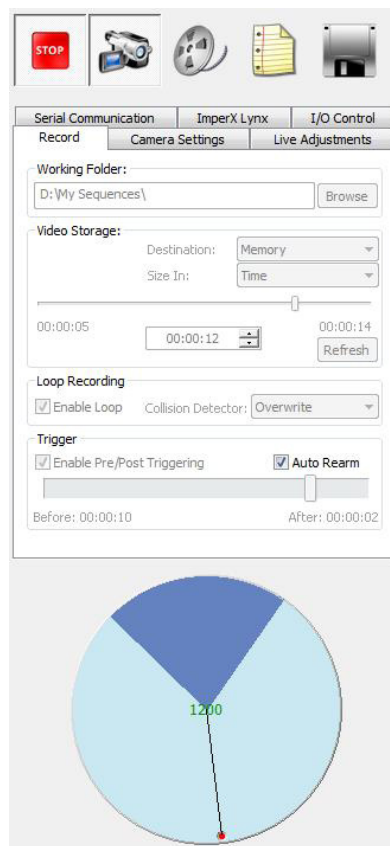 STOP
Serial Communication ImperX Lynx I/O Control
Record Camera Settings Live Adjustments
Working Folder:
D:\My Sequences\ Browse
Video Storage:
Destination: Memory
Size In: Time
00:00:05 00:00:12 00:00:14
Refresh
Loop Recording
Enable Loop Collision Detector: Overwrite
Trigger
Enable Pre/Post Triggering Auto Rearm
Before: 00:00:10 After: 00:00:02
1200